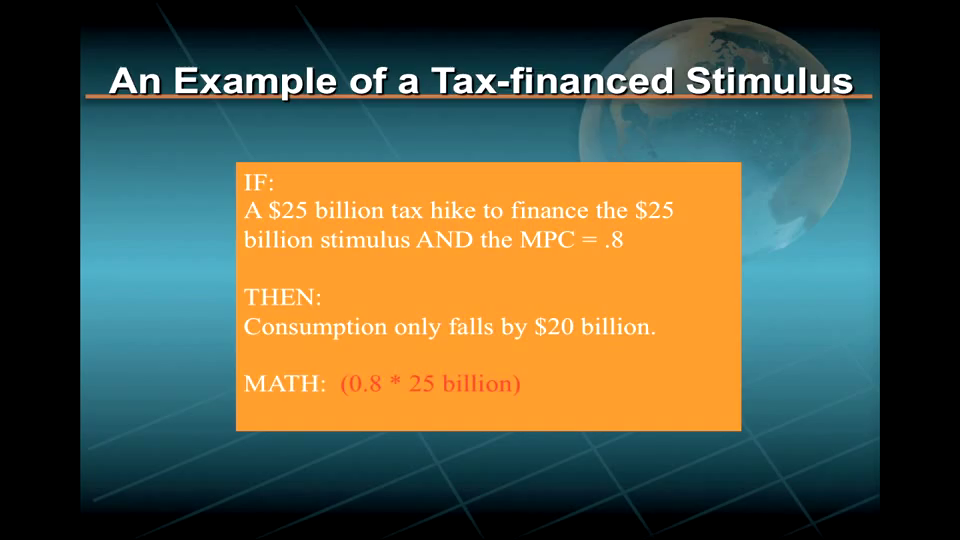 An Example of a Tax-financed Stimulus
IF:
A $25 billion tax hike to finance the $25
billion stimulus AND the MPC = .8
THEN:
Consumption only falls by $20 billion.
MATH: (0.8 * 25 billion)